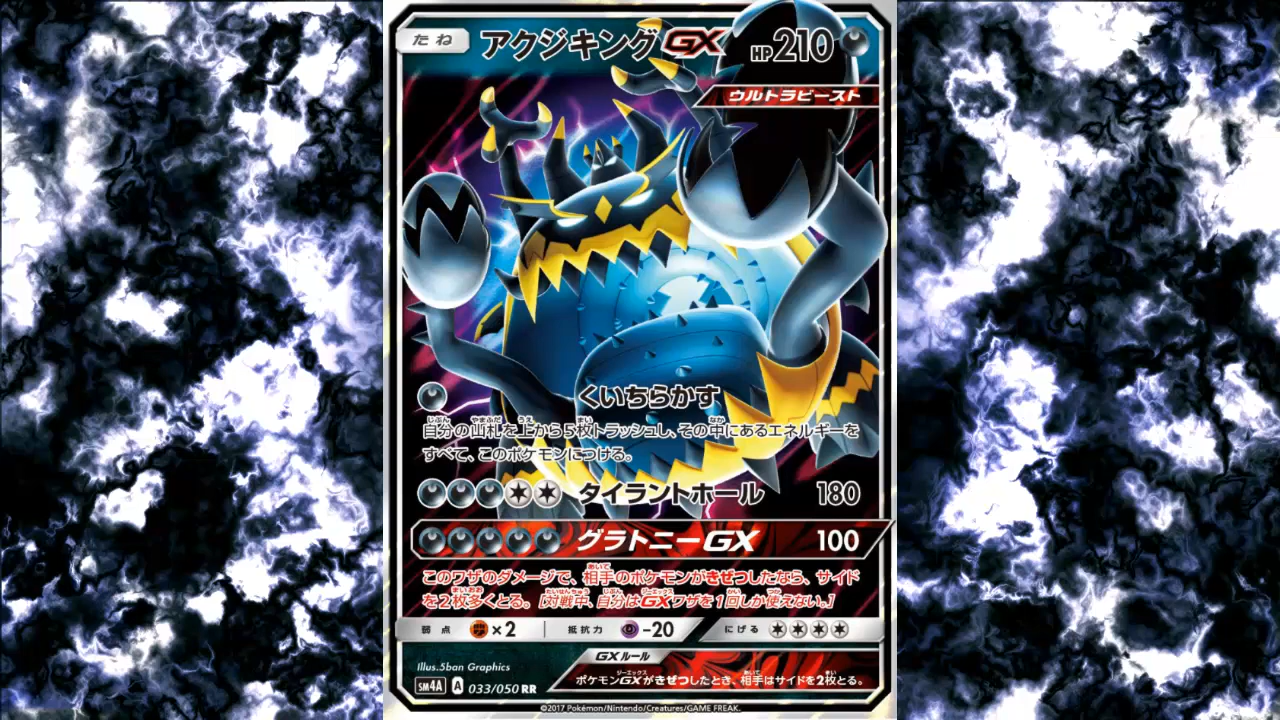 たね アクジキングGX HP210
ウルトラビースト
くいちらかす
自分の山札を上から5枚トラッシュし、その中にあるエネルギーを
すべて、このポケモンにつける。
タイラントホール 180
グラトニーGX 100
このワザのダメージで、相手のポケモンがきぜつしたなら、サイド
を2枚多くとる。[対戦中、自分はGXワザを1回しか使えない。]
弱点 ×2 抵抗力 -20 にげる
Illus.5ban Graphics
GXルール
SM4A A 033/050 RR
ポケモンGXがきぜつしたとき、相手はサイドを2枚とる。
©2017 Pokémon/Nintendo/Creatures/GAME FREAK.